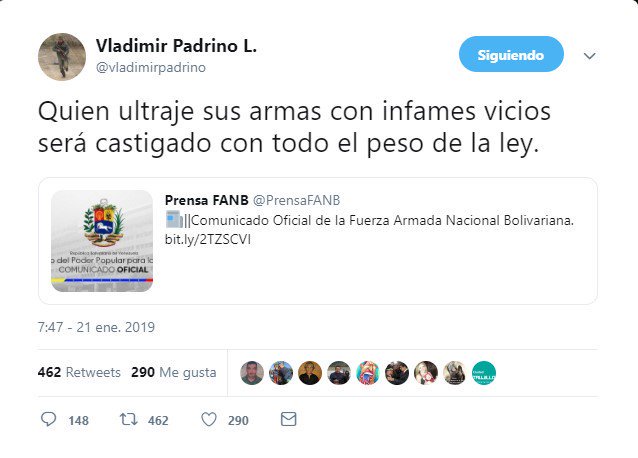 Vladimir Padrino L.
@vladimirpadrino
Siguiendo
Quien ultraje sus armas con infames vicios
será castigado con todo el peso de la ley.
Prensa FANB @PrensaFANB
||Comunicado Oficial de la Fuerza Armada Nacional Bolivariana.
bit.ly/2TZSCVI
República Bolivariana de Venezuela
o del Poder Popular para la
COMUNICADO OFICIAL
7:47 - 21 ene. 2019
462 Retweets 290 Me gusta
148 462 290